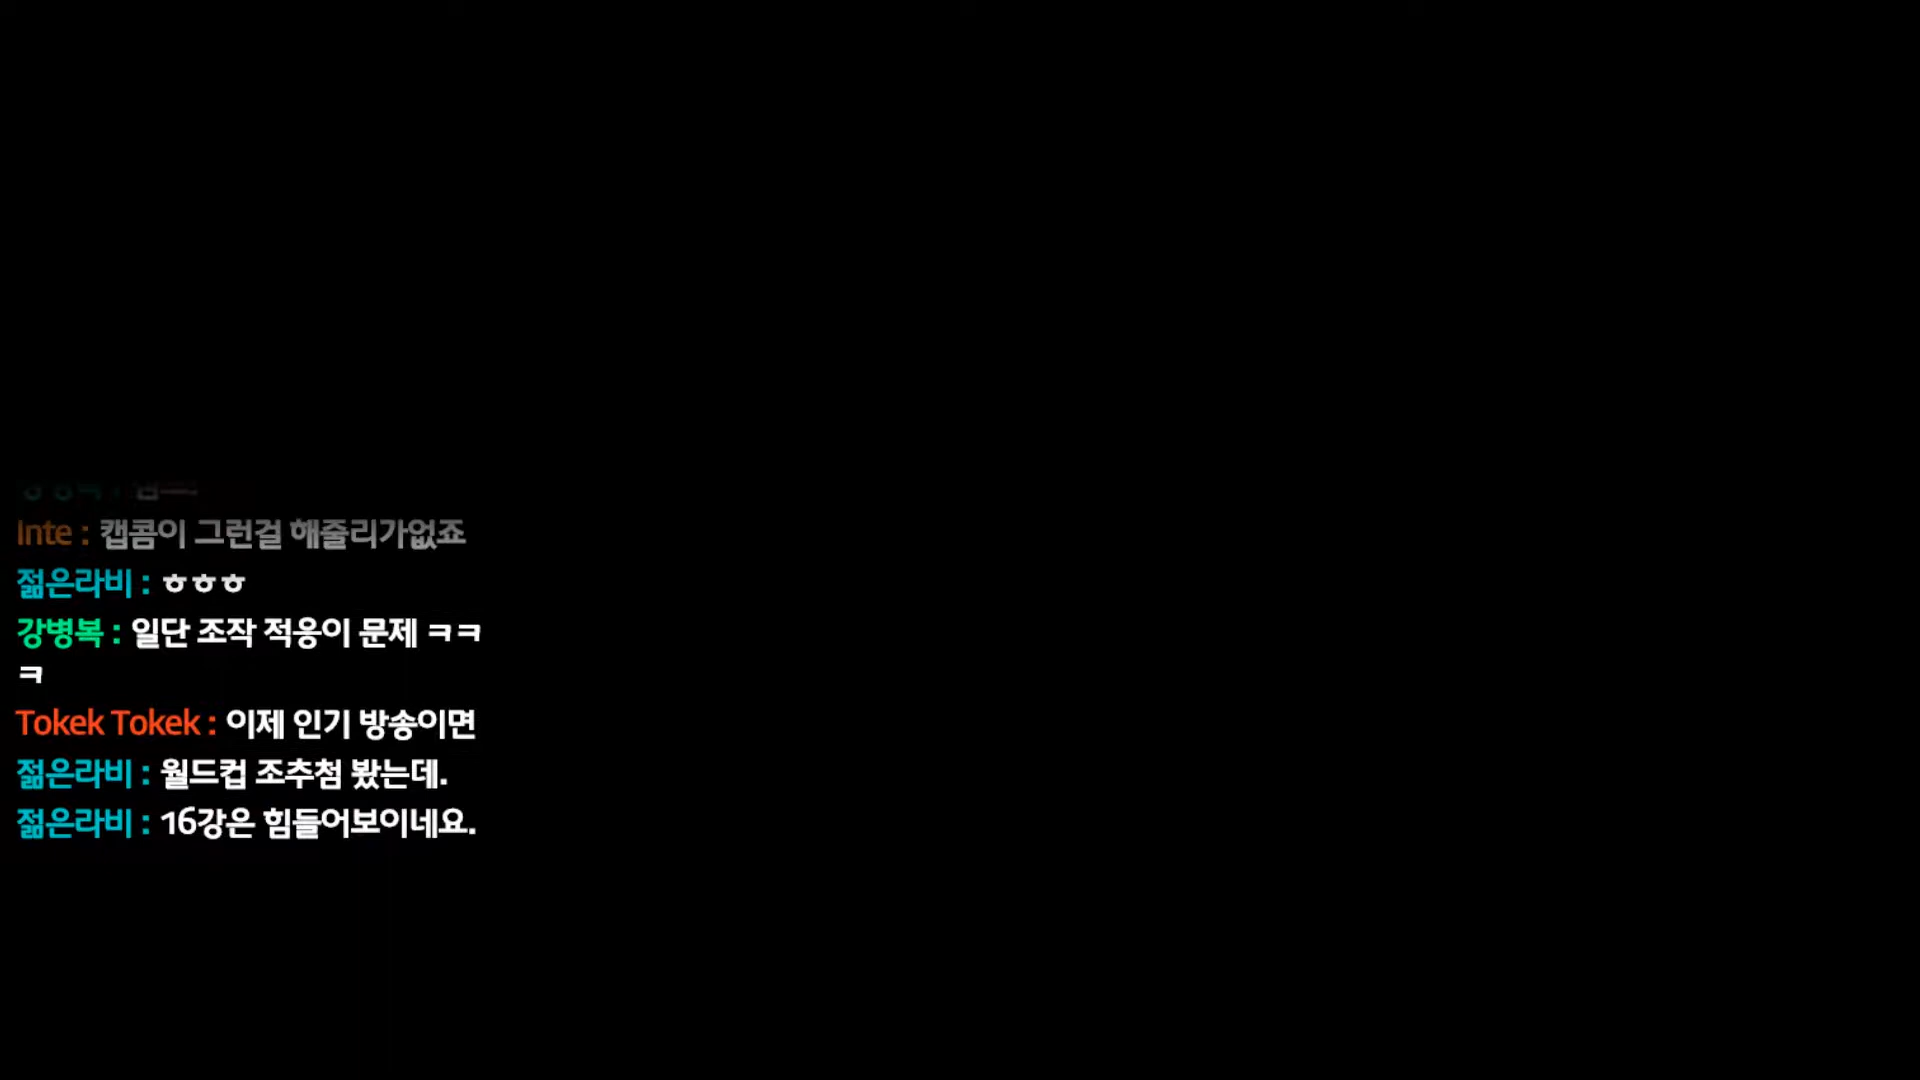 Inte : 캡콤이 그런걸 해줄리가없죠
젊은라비 : ㅎㅎㅎ
강병복 : 일단 조작 적응이 문제 ㅋㅋ
ㅋ
Tokek Tokek : 이제 인기 방송이면
젊은라비 : 월드컵 조추첨 봤는데.
젊은라비 : 16강은 힘들어보이네요.